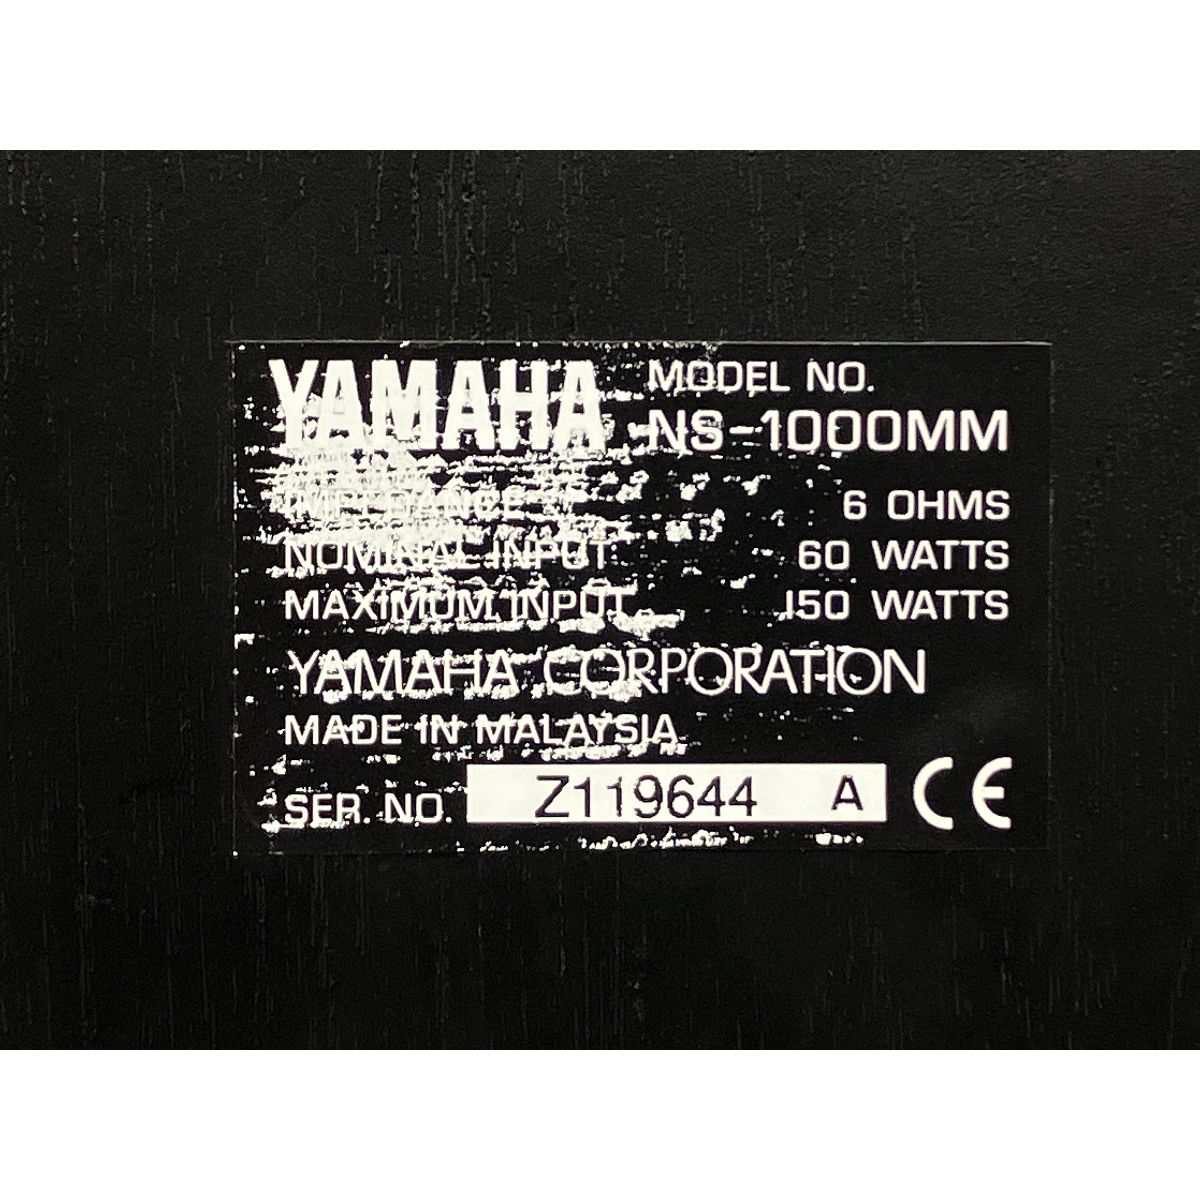 YAMAHA
MODEL NO.
NS-1000MM
IMPEDANCE 6 OHMS
NOMINAL INPUT 60 WATTS
MAXIMUM INPUT 150 WATTS
YAMAHA CORPORATION
MADE IN MALAYSIA
SER. NO. Z119644 A CE